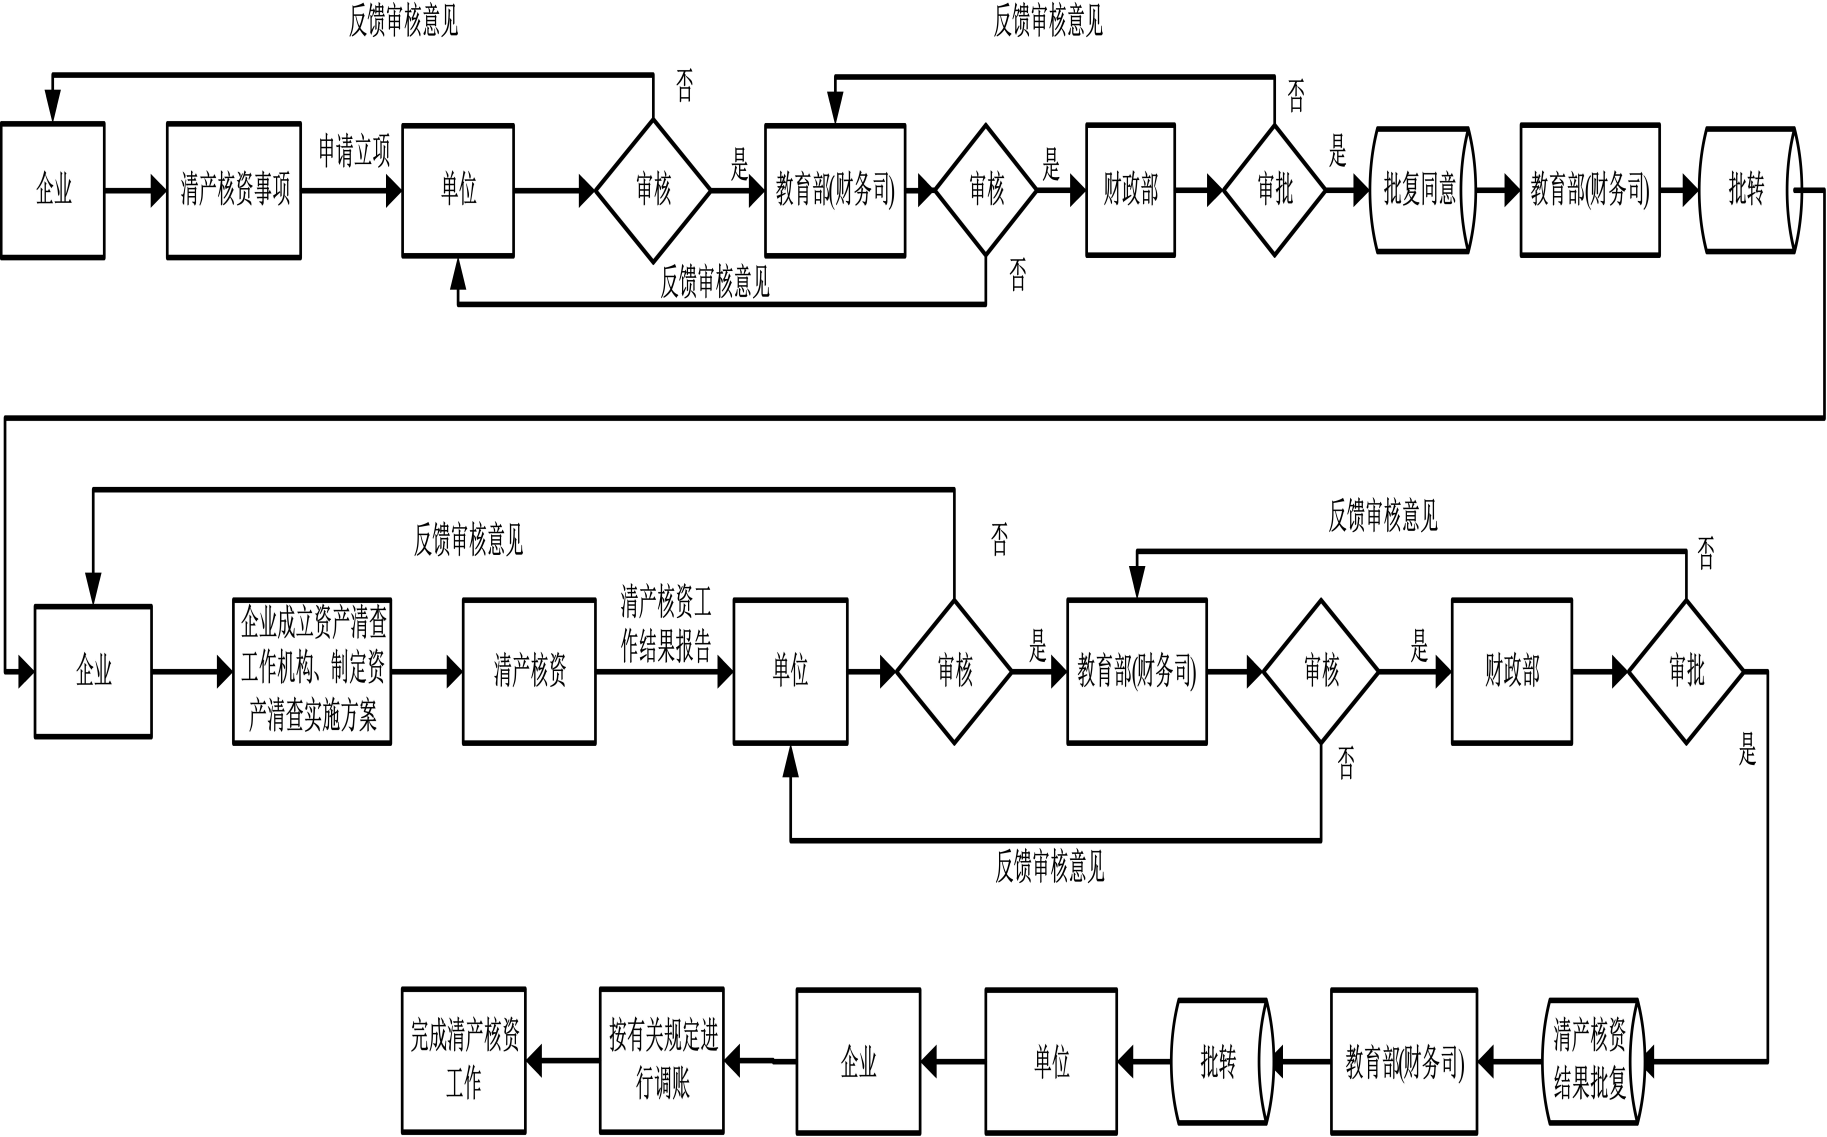 反馈审核意见
反馈审核意见
否
否
企业
清产核资事项
申请立项
单位
审核
是
教育部(财务司)
审核
是
财政部
审批
是
批复同意
教育部(财务司)
批转
反馈审核意见
否
反馈审核意见
否
反馈审核意见
否
企业
企业成立资产清查
工作机构、制定资
产清查实施方案
清产核资
清产核资工
作结果报告
单位
审核
是
教育部(财务司)
审核
是
财政部
审批
是
否
反馈审核意见
完成清产核资
工作
按有关规定进
行调账
企业
单位
批转
教育部(财务司)
清产核资
结果批复